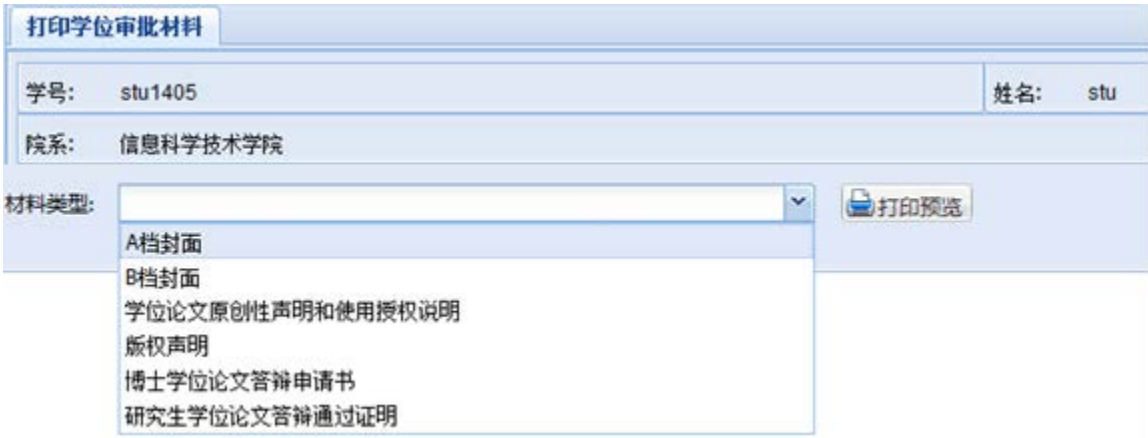 打印学位审批材料
学号: stu1405 姓名: stu
院系: 信息科学技术学院
材料类型: 打印预览
A档封面
B档封面
学位论文原创性声明和使用授权说明
版权声明
博士学位论文答辩申请书
研究生学位论文答辩通过证明